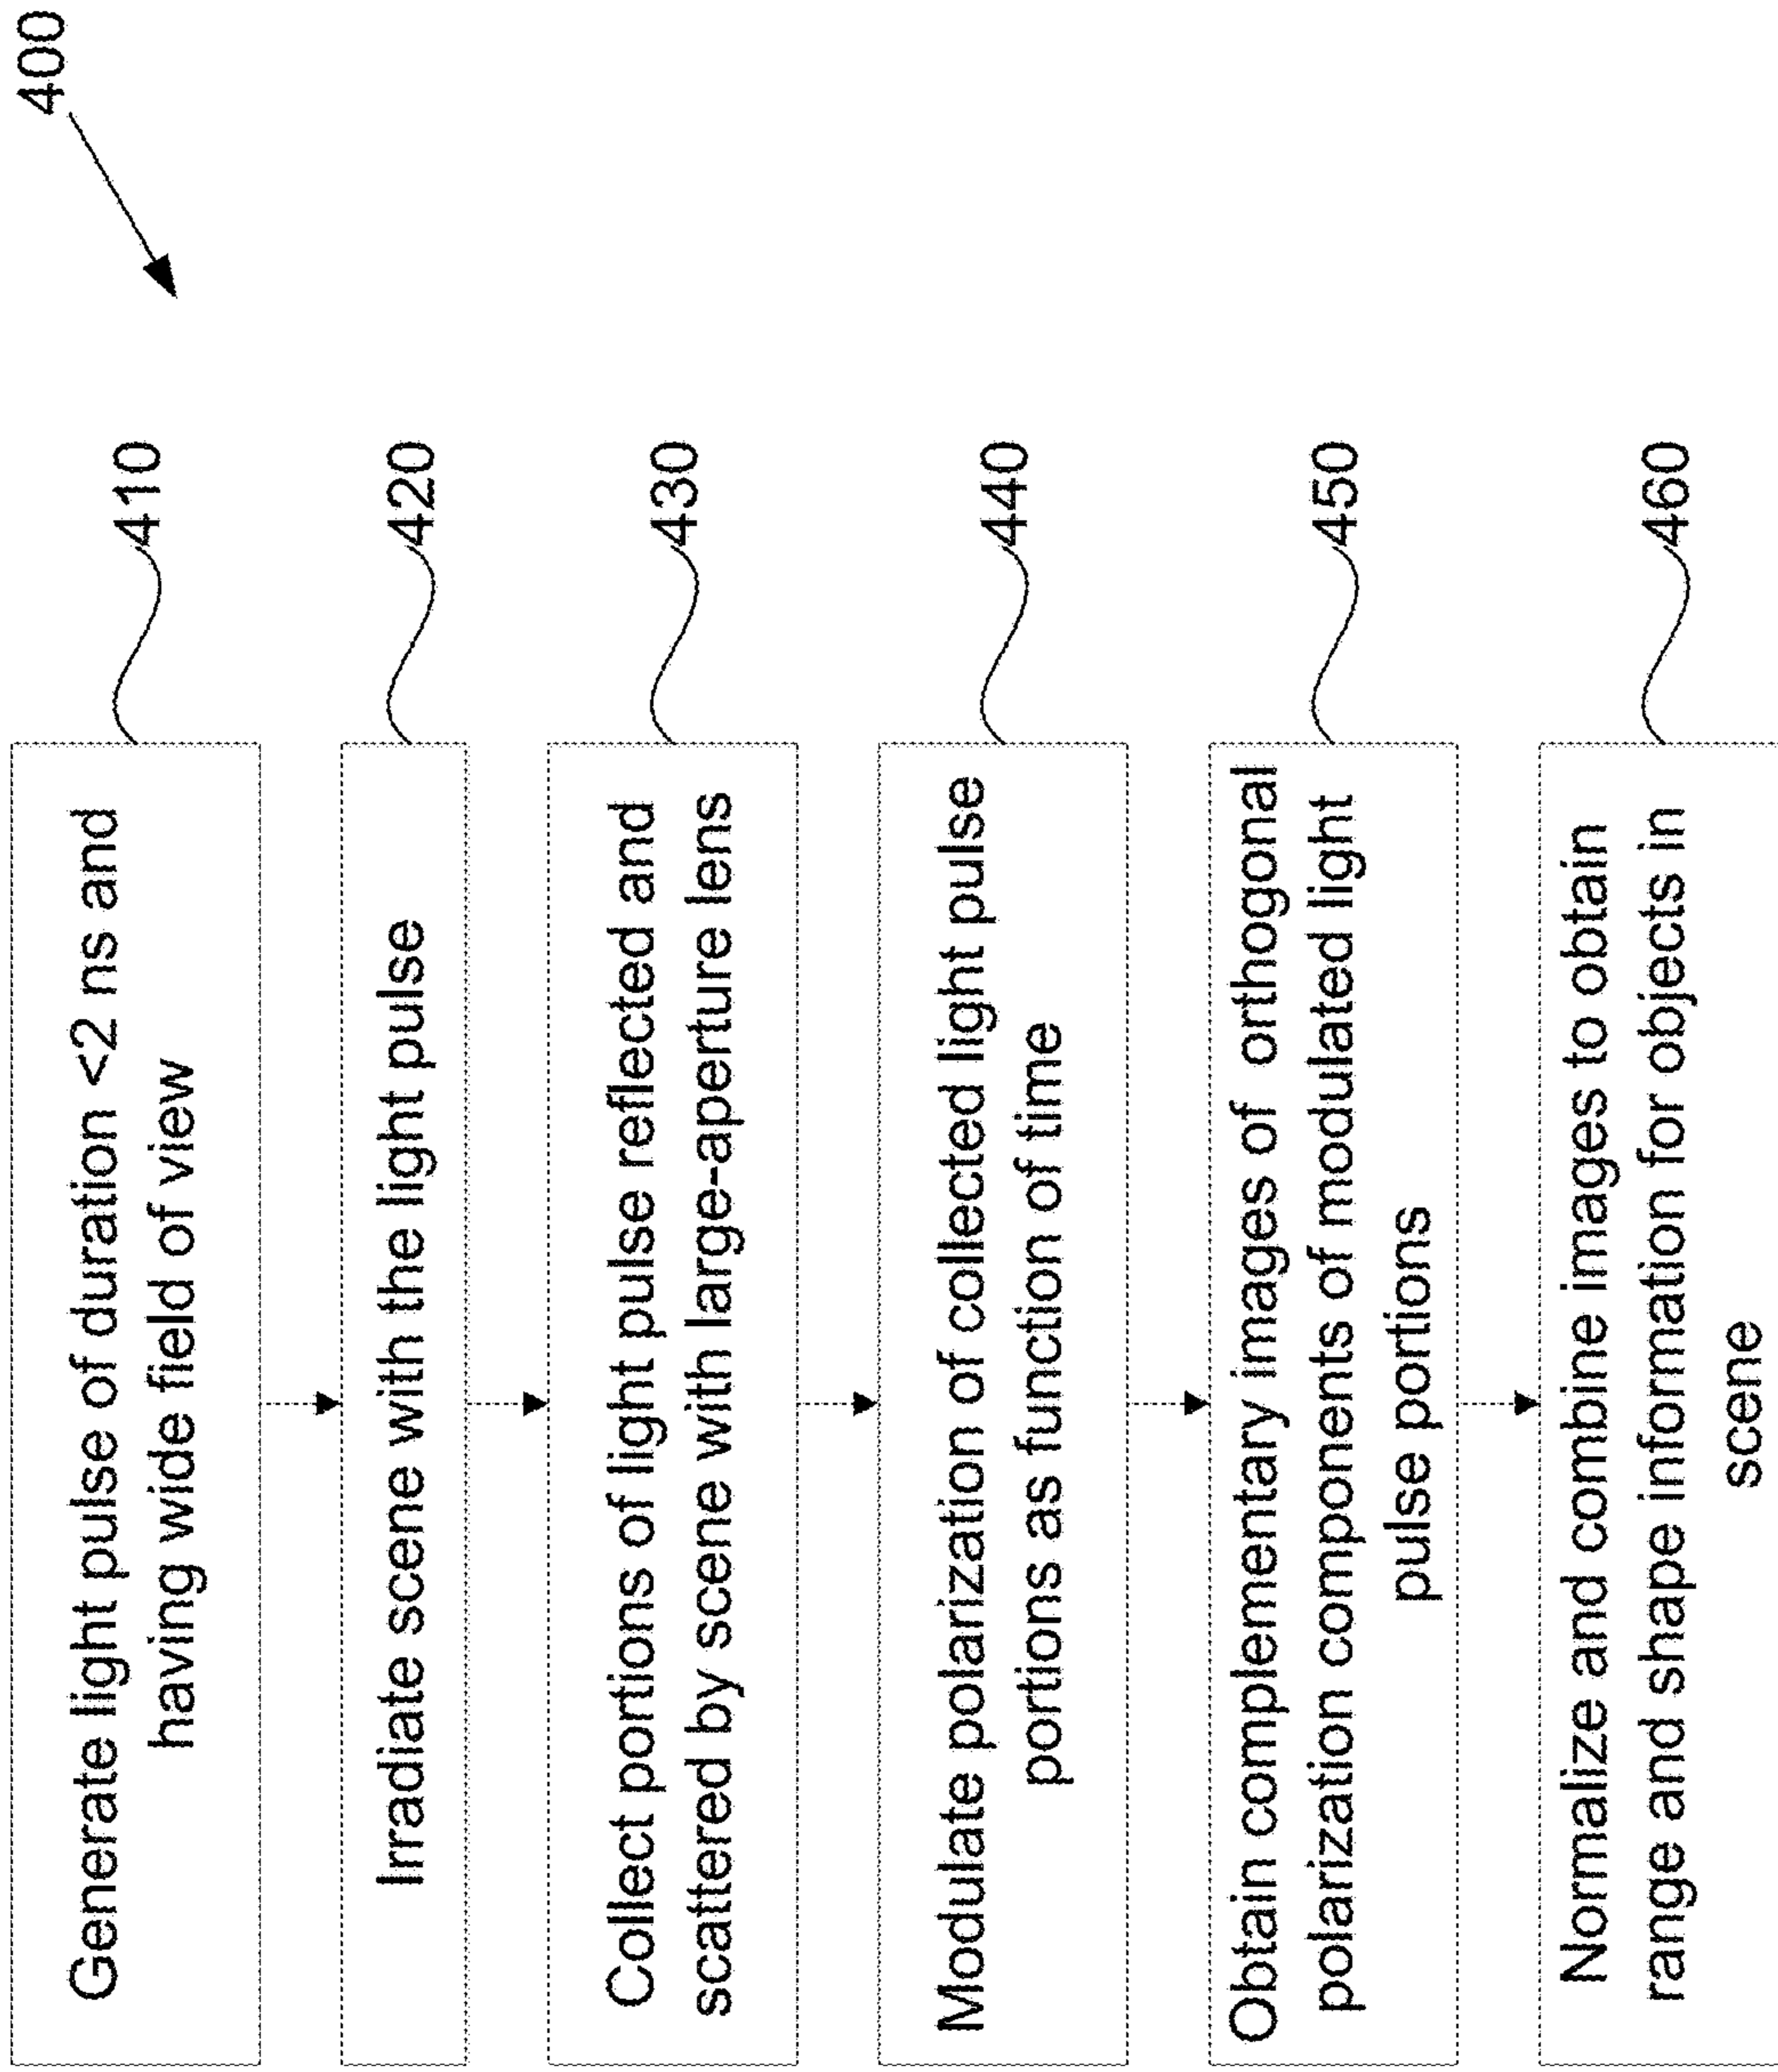 400
Generate light pulse of duration <2 ns and
having wide field of view
410
Irradiate scene with the light pulse
420
Collect portions of light pulse reflected and
scattered by scene with large-aperture lens
430
Modulate polarization of collected light pulse
portions as function of time
440
Obtain complementary images of orthogonal
polarization components of modulated light
pulse portions
450
Normalize and combine images to obtain
range and shape information for objects in
scene
460